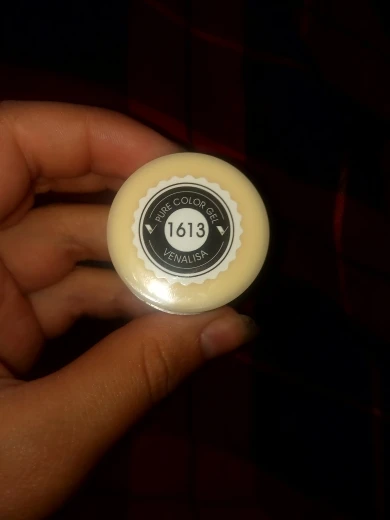 PURE COLOR GEL
1613
VENALISA